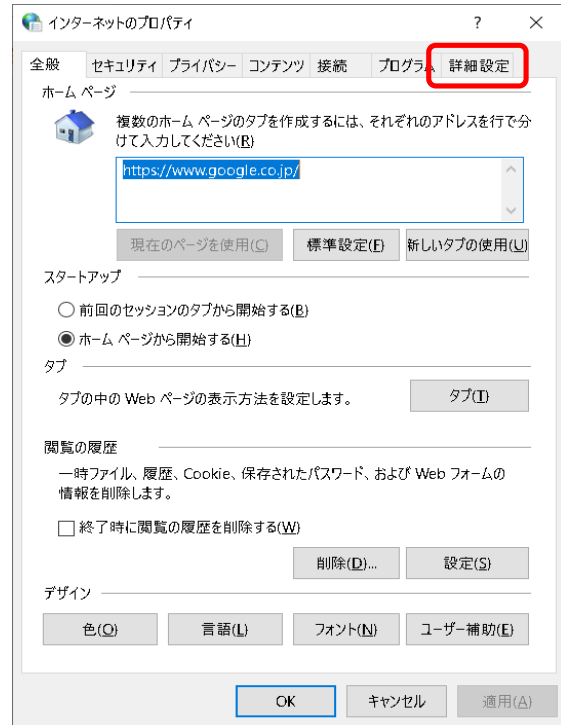 インターネットのプロパティ ? ×
全般 セキュリティ プライバシー コンテンツ 接続 プログラム 詳細設定
ホーム ページ
複数のホーム ページのタブを作成するには、それぞれのアドレスを行で分
けて入力してください(R)
https://www.google.co.jp/
現在のページを使用(C) 標準設定(F) 新しいタブの使用(U)
スタートアップ
前回のセッションのタブから開始する(B)
ホーム ページから開始する(H)
タブ
タブの中の Web ページの表示方法を設定します。 タブ(T)
閲覧の履歴
一時ファイル、履歴、Cookie、保存されたパスワード、および Web フォームの
情報を削除します。
終了時に閲覧の履歴を削除する(W)
削除(D)... 設定(S)
デザイン
色(O) 言語(L) フォント(N) ユーザー補助(E)
OK キャンセル 適用(A)